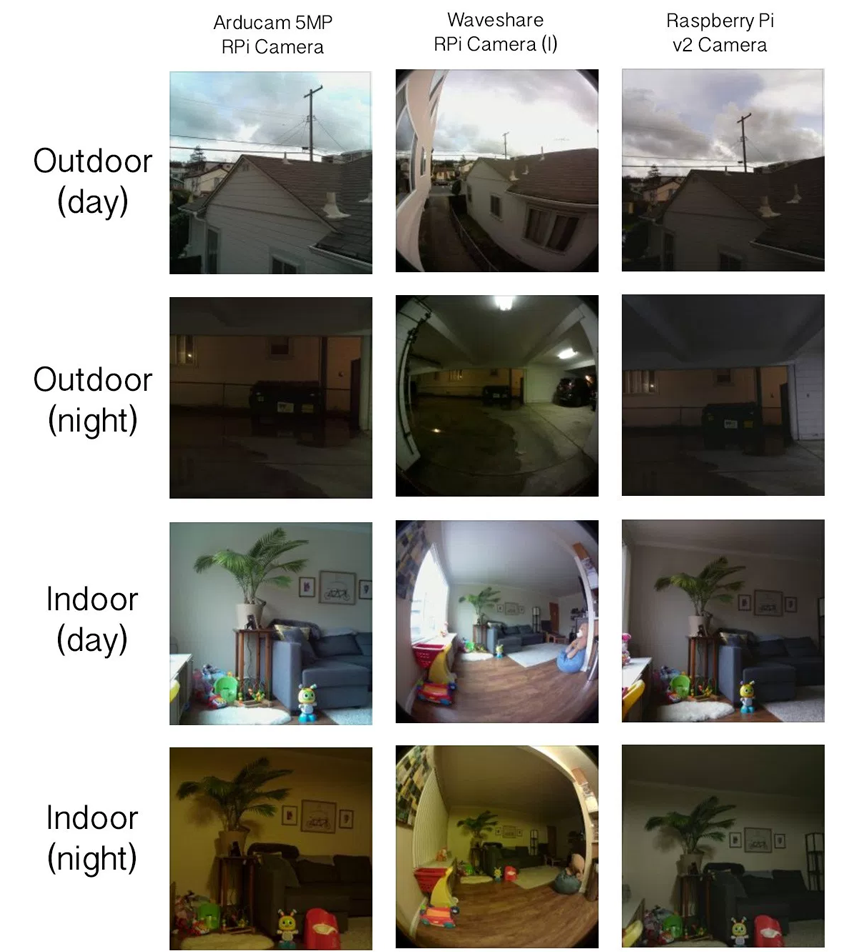 Arducam 5MP
RPi Camera
Waveshare
RPi Camera (I)
Raspberry Pi
v2 Camera
Outdoor
(day)
Outdoor
(night)
Indoor
(day)
Indoor
(night)